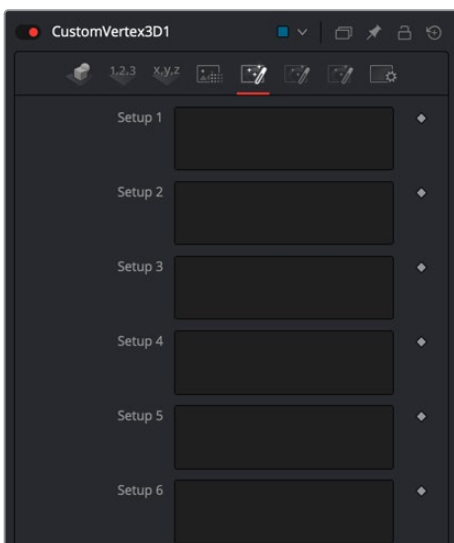 CustomVertex3D1
1,2,3 x,y,z
Setup 1
Setup 2
Setup 3
Setup 4
Setup 5
Setup 6